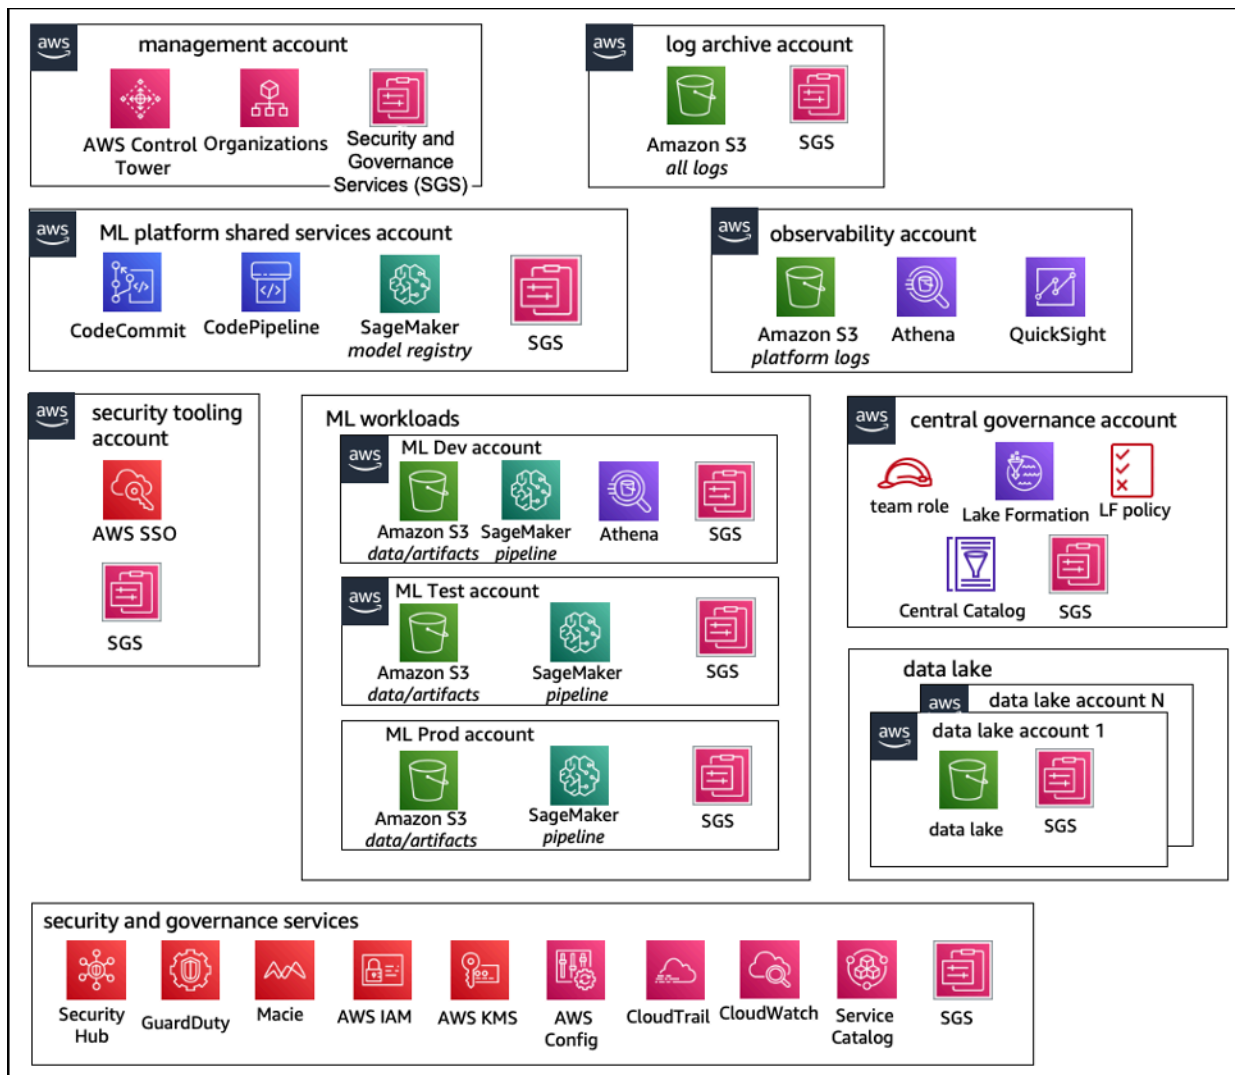 aws
management account
AWS Control
Tower
Organizations
Security and
Governance
Services (SGS)
aws
log archive account
Amazon S3
all logs
SGS
aws
ML platform shared services account
CodeCommit
CodePipeline
SageMaker
model registry
SGS
aws
observability account
Amazon S3
platform logs
Athena
QuickSight
aws
security tooling
account
AWS SSO
SGS
ML workloads
aws
ML Dev account
Amazon S3
data/artifacts
SageMaker
pipeline
Athena
SGS
aws
ML Test account
Amazon S3
data/artifacts
SageMaker
pipeline
SGS
ML Prod account
Amazon S3
data/artifacts
SageMaker
pipeline
SGS
aws
central governance account
team role
Lake Formation
LF policy
Central Catalog
SGS
data lake
aws
data lake account N
aws
data lake account 1
data lake
SGS
security and governance services
Security
Hub
GuardDuty
Macie
AWS IAM
AWS KMS
AWS
Config
CloudTrail
CloudWatch
Service
Catalog
SGS